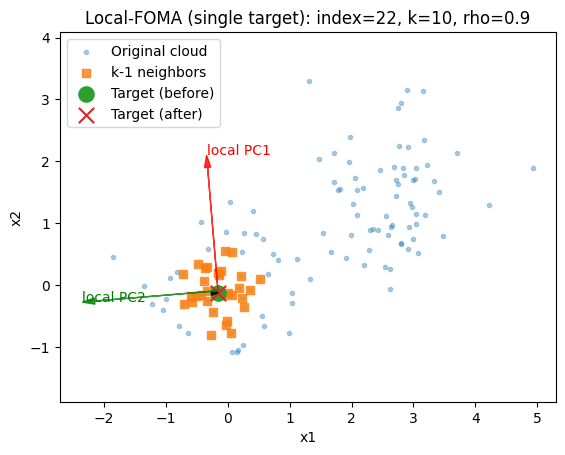 Local-FOMA (single target): index=22, k=10, rho=0.9
Original cloud
k-1 neighbors
Target (before)
Target (after)
local PC1
local PC2
x2
4
3
2
1
0
−1
−2
−1
0
1
2
3
4
5
x1